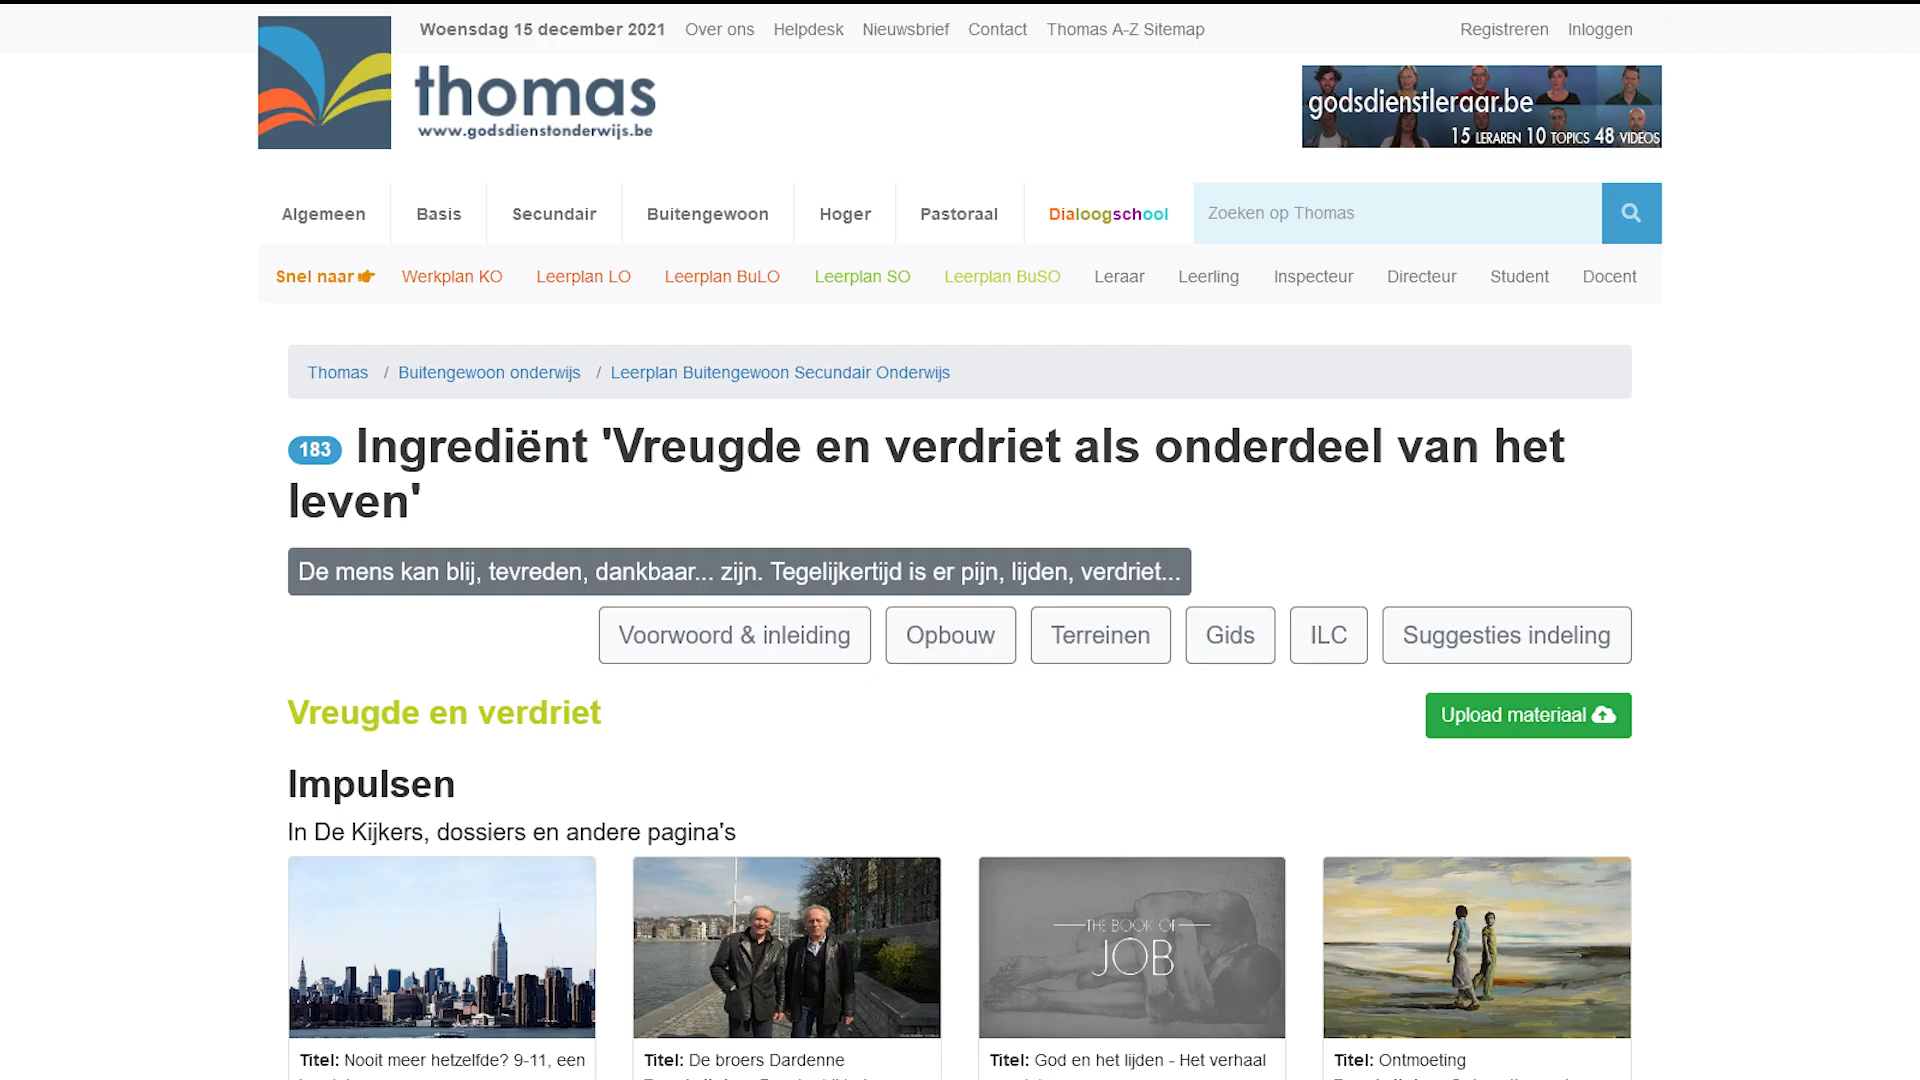 Woensdag 15 december 2021 Over ons Helpdesk Nieuwsbrief Contact Thomas A-Z Sitemap Registreren Inloggen
thomas
www.godsdienstonderwijs.be
godsdienstleraar.be
15 LERAREN 10 TOPICS 48 VIDEOS
Algemeen Basis Secundair Buitengewoon Hoger Pastoraal Dialoogschool Zoeken op Thomas
Snel naar Werkplan KO Leerplan LO Leerplan BuLO Leerplan SO Leerplan BuSO Leraar Leerling Inspecteur Directeur Student Docent
Thomas / Buitengewoon onderwijs / Leerplan Buitengewoon Secundair Onderwijs
183 Ingrediënt 'Vreugde en verdriet als onderdeel van het
leven'
De mens kan blij, tevreden, dankbaar... zijn. Tegelijkertijd is er pijn, lijden, verdriet...
Voorwoord & inleiding Opbouw Terreinen Gids ILC Suggesties indeling
Vreugde en verdriet Upload materiaal
Impulsen
In De Kijkers, dossiers en andere pagina's
THE BOOK OF
JOB
Titel: Nooit meer hetzelfde? 9-11, een Titel: De broers Dardenne Titel: God en het lijden - Het verhaal Titel: Ontmoeting